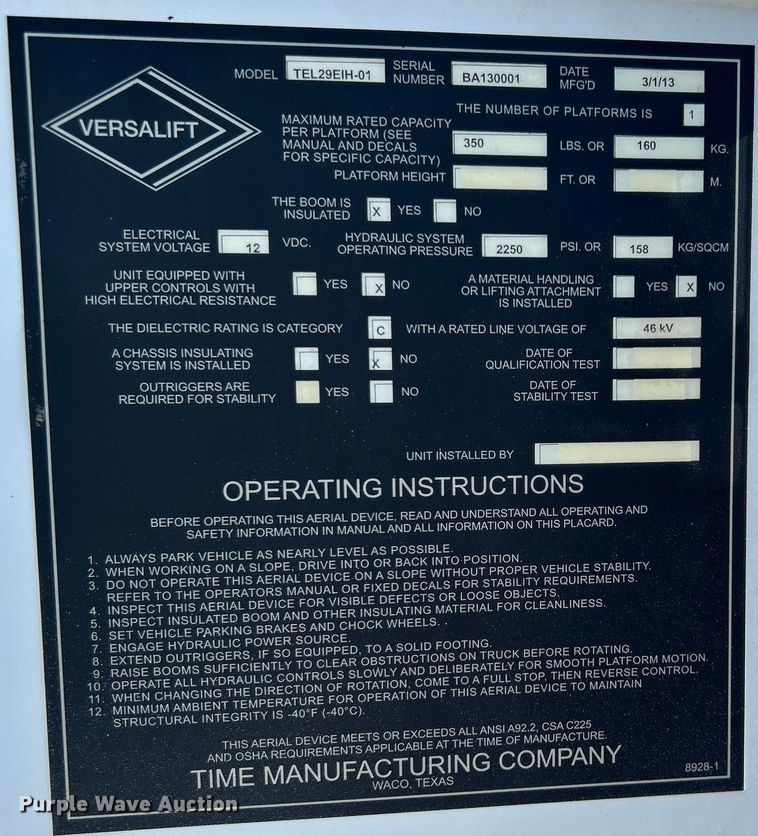 MODEL TEL29EIH-01 SERIAL NUMBER BA130001 DATE MFG'D 3/1/13
VERSALIFT
THE NUMBER OF PLATFORMS IS 1
MAXIMUM RATED CAPACITY
PER PLATFORM (SEE
MANUAL AND DECALS 350 LBS. OR 160 KG.
FOR SPECIFIC CAPACITY)
PLATFORM HEIGHT FT. OR M.
THE BOOM IS
INSULATED X YES NO
ELECTRICAL
SYSTEM VOLTAGE 12 VDC. HYDRAULIC SYSTEM
OPERATING PRESSURE 2250 PSI. OR 158 KG/SQCM
UNIT EQUIPPED WITH
UPPER CONTROLS WITH
HIGH ELECTRICAL RESISTANCE YES X NO
A MATERIAL HANDLING
OR LIFTING ATTACHMENT
IS INSTALLED YES X NO
THE DIELECTRIC RATING IS CATEGORY C WITH A RATED LINE VOLTAGE OF 46 kV
A CHASSIS INSULATING
SYSTEM IS INSTALLED YES X NO
DATE OF
QUALIFICATION TEST
OUTRIGGERS ARE
REQUIRED FOR STABILITY YES NO
DATE OF
STABILITY TEST
UNIT INSTALLED BY
OPERATING INSTRUCTIONS
BEFORE OPERATING THIS AERIAL DEVICE, READ AND UNDERSTAND ALL OPERATING AND
SAFETY INFORMATION IN MANUAL AND ALL INFORMATION ON THIS PLACARD.
1. ALWAYS PARK VEHICLE AS NEARLY LEVEL AS POSSIBLE.
2. WHEN WORKING ON A SLOPE, DRIVE INTO OR BACK INTO POSITION.
3. DO NOT OPERATE THIS AERIAL DEVICE ON A SLOPE WITHOUT PROPER VEHICLE STABILITY.
REFER TO THE OPERATORS MANUAL OR FIXED DECALS FOR STABILITY REQUIREMENTS.
4. INSPECT THIS AERIAL DEVICE FOR VISIBLE DEFECTS OR LOOSE OBJECTS.
5. INSPECT INSULATED BOOM AND OTHER INSULATING MATERIAL FOR CLEANLINESS.
6. SET VEHICLE PARKING BRAKES AND CHOCK WHEELS.
7. ENGAGE HYDRAULIC POWER SOURCE.
8. EXTEND OUTRIGGERS, IF SO EQUIPPED, TO A SOLID FOOTING.
9. RAISE BOOMS SUFFICIENTLY TO CLEAR OBSTRUCTIONS ON TRUCK BEFORE ROTATING.
10. OPERATE ALL HYDRAULIC CONTROLS SLOWLY AND DELIBERATELY FOR SMOOTH PLATFORM MOTION.
11. WHEN CHANGING THE DIRECTION OF ROTATION, COME TO A FULL STOP, THEN REVERSE CONTROL.
12. MINIMUM AMBIENT TEMPERATURE FOR OPERATION OF THIS AERIAL DEVICE TO MAINTAIN
STRUCTURAL INTEGRITY IS -40°F (-40°C).
THIS AERIAL DEVICE MEETS OR EXCEEDS ALL ANSI A92.2, CSA C225
AND OSHA REQUIREMENTS APPLICABLE AT THE TIME OF MANUFACTURE.
TIME MANUFACTURING COMPANY
WACO, TEXAS
8928-1
Purple Wave Auction